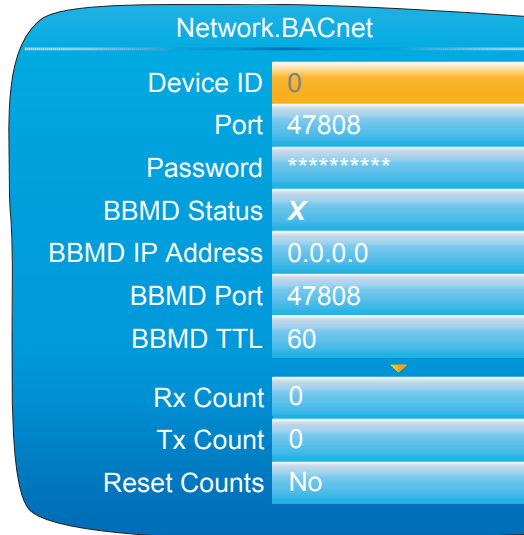 Network.BACnet
Device ID 0
Port 47808
Password **********
BBMD Status X
BBMD IP Address 0.0.0.0
BBMD Port 47808
BBMD TTL 60
Rx Count 0
Tx Count 0
Reset Counts No